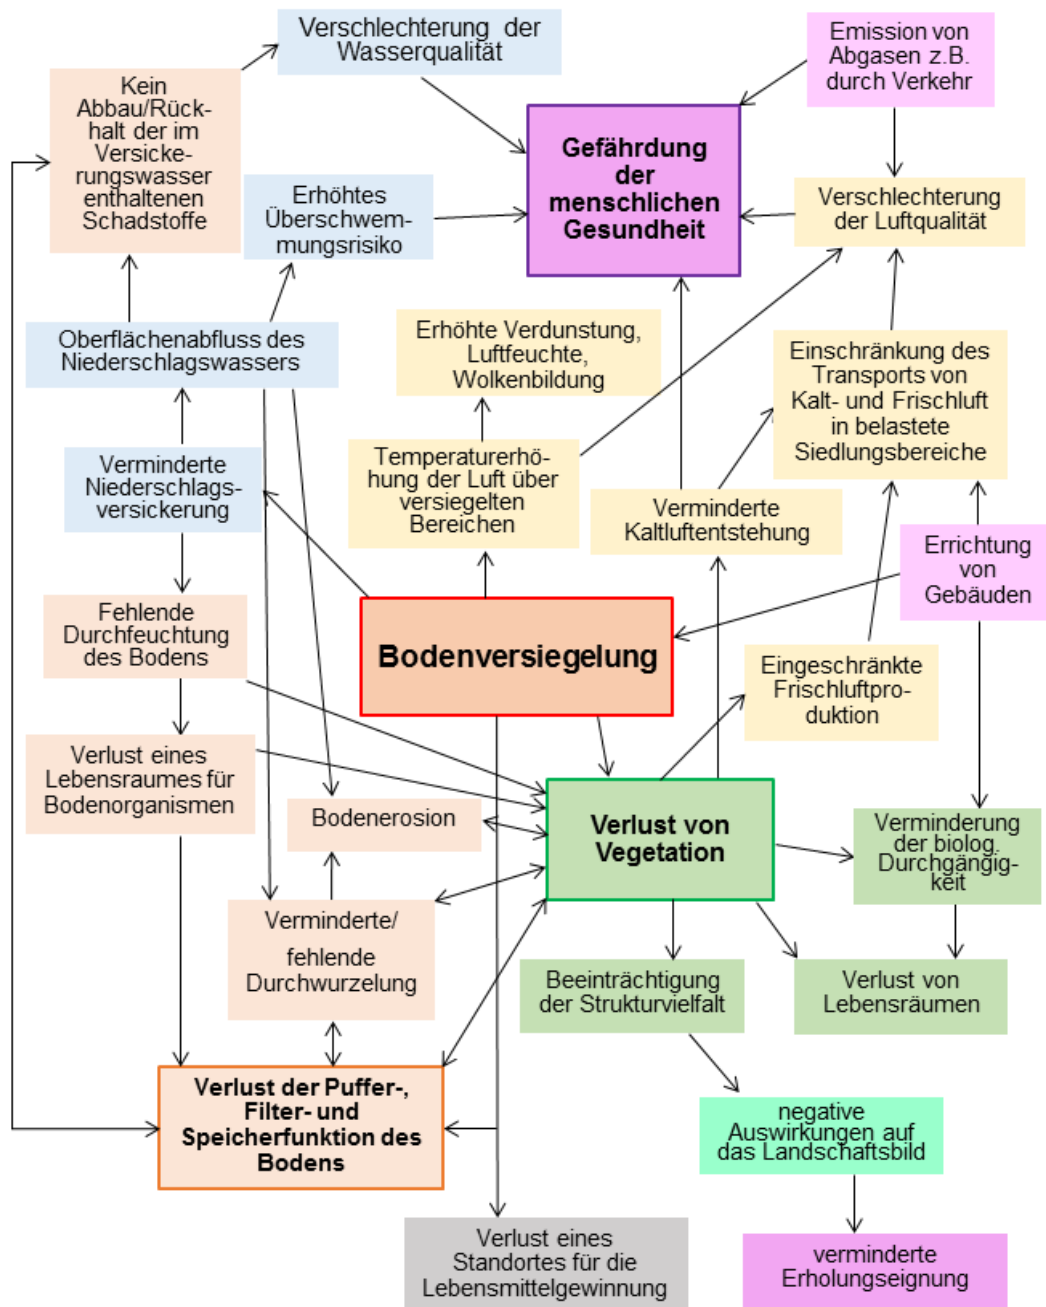 Verschlechterung der
Wasserqualität
Emission von
Abgasen z.B.
durch Verkehr
Kein
Abbau/Rück-
halt der im
Versicke-
rungswasser
enthaltenen
Schadstoffe
Gefährdung
der
menschlichen
Gesundheit
Erhöhtes
Überschwem-
mungsrisiko
Verschlechterung
der Luftqualität
Oberflächenabfluss des
Niederschlagswassers
Erhöhte Verdunstung,
Luftfeuchte,
Wolkenbildung
Einschränkung des
Transports von
Kalt- und Frischluft
in belastete
Siedlungsbereiche
Verminderte
Niederschlags-
versickerung
Temperaturerhö-
hung der Luft über
versiegelten
Bereichen
Verminderte
Kaltluftentstehung
Errichtung
von
Gebäuden
Fehlende
Durchfeuchtung
des Bodens
Bodenversiegelung
Eingeschränkte
Frischluftpro-
duktion
Verlust eines
Lebensraumes für
Bodenorganismen
Bodenerosion
Verlust von
Vegetation
Verminderung
der biolog.
Durchgängig-
keit
Verminderte/
fehlende
Durchwurzelung
Beeinträchtigung
der Strukturvielfalt
Verlust von
Lebensräumen
Verlust der Puffer-,
Filter- und
Speicherfunktion des
Bodens
negative
Auswirkungen auf
das Landschaftsbild
Verlust eines
Standortes für die
Lebensmittelgewinnung
verminderte
Erholungseignung